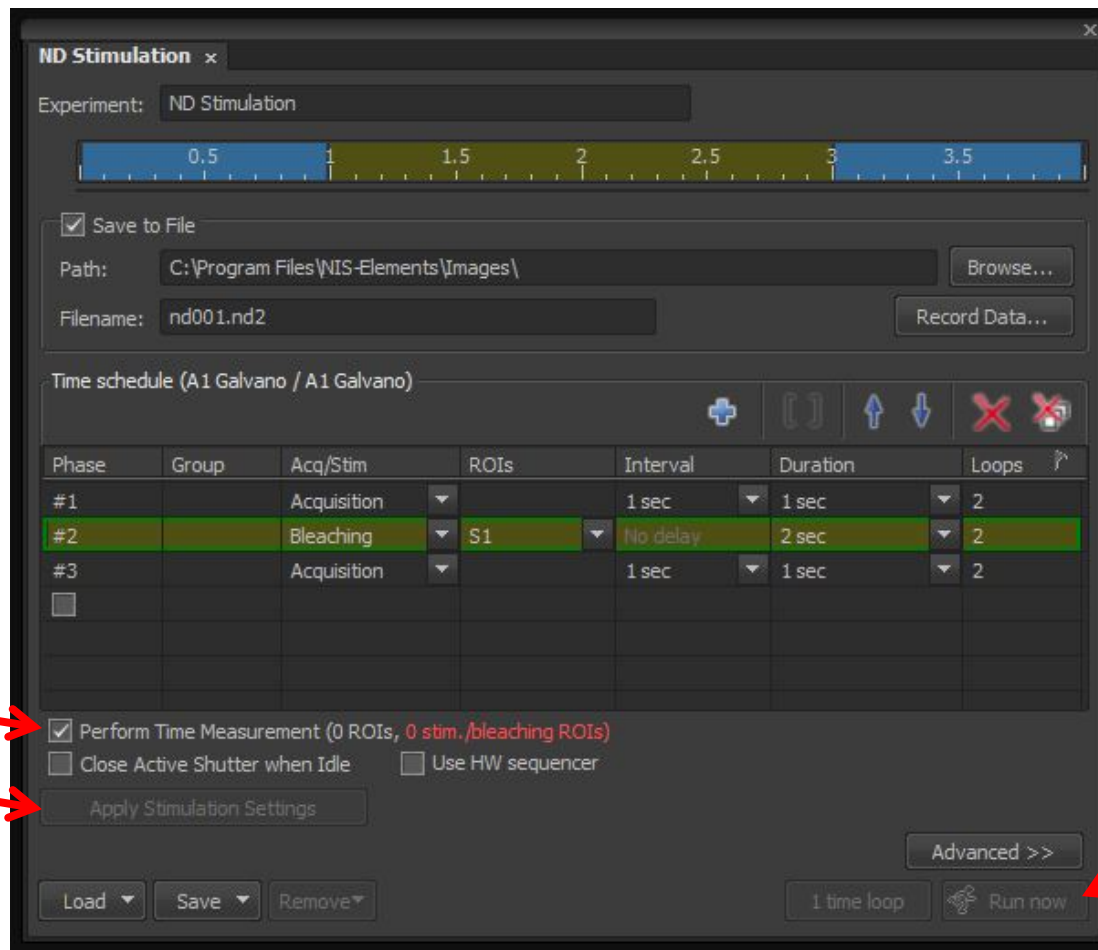 ND Stimulation x
Experiment: ND Stimulation
0.5 1 1.5 2 2.5 3 3.5
Save to File
Path: C:\Program Files\NIS-Elements\Images\ Browse...
Filename: nd001.nd2 Record Data...
Time schedule (A1 Galvano / A1 Galvano)
Phase Group Acq/Stim ROIs Interval Duration Loops
#1 Acquisition 1 sec 1 sec 2
#2 Bleaching S1 No delay 2 sec 2
#3 Acquisition 1 sec 1 sec 2
Perform Time Measurement (0 ROIs, 0 stim./bleaching ROIs)
Close Active Shutter when Idle Use HW sequencer
Apply Stimulation Settings
Advanced >>
Load Save Remove 1 time loop Run now